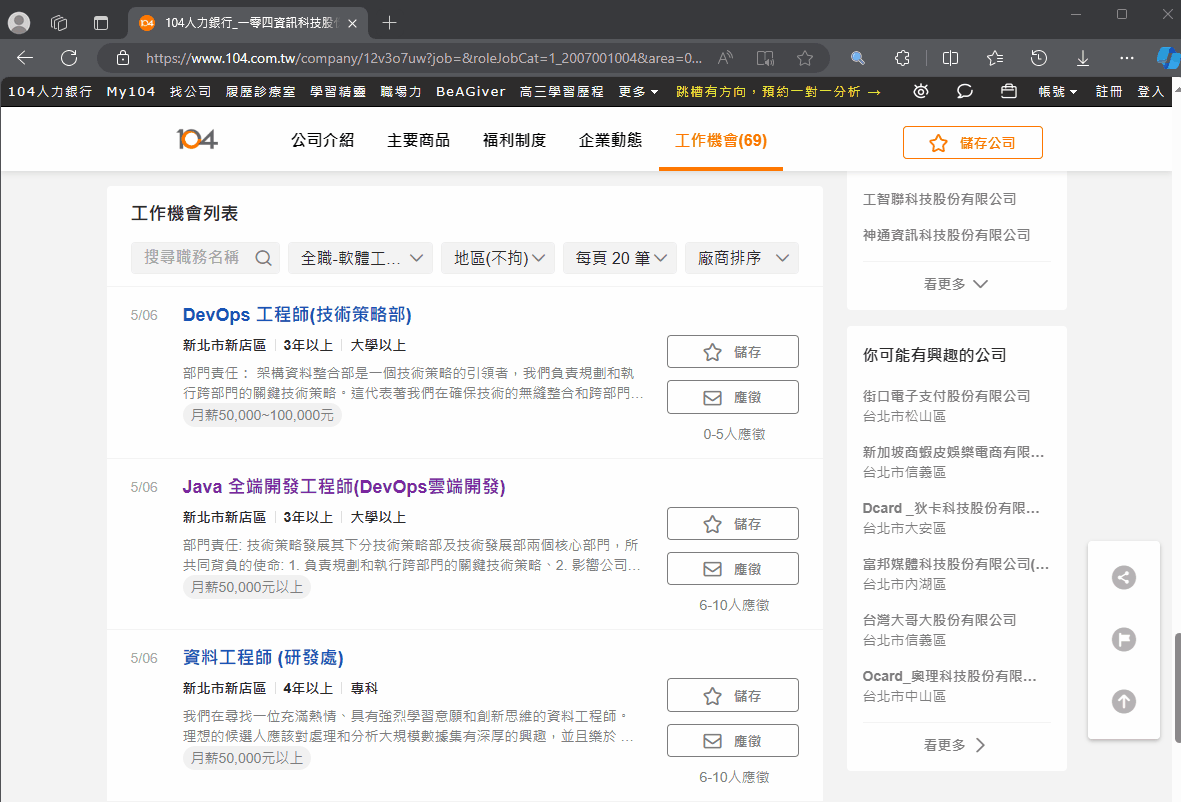 104人力銀行_一零四資訊科技股份
https://www.104.com.tw/company/12v3o7uw?job=&roleJobCat=1_2007001004&area=0...
104人力銀行 My104 找公司 履歷診療室 學習精靈 職場力 BeAGiver 高三學習歷程 更多 跳槽有方向，預約一對一分析 → 帳號 註冊 登入
104 公司介紹 主要商品 福利制度 企業動態 工作機會(69) 儲存公司
工作機會列表
搜尋職務名稱 全職-軟體工... 地區(不拘) 每頁 20 筆 廠商排序
5/06 DevOps 工程師(技術策略部)
新北市新店區 3年以上 大學以上
部門責任： 架構資料整合部是一個技術策略的引領者，我們負責規劃和執
行跨部門的關鍵技術策略。這代表著我們在確保技術的無縫整合和跨部門...
月薪50,000~100,000元
儲存
應徵
0-5人應徵
5/06 Java 全端開發工程師(DevOps雲端開發)
新北市新店區 3年以上 大學以上
部門責任: 技術策略發展其下分技術策略部及技術發展部兩個核心部門，所
共同背負的使命: 1. 負責規劃和執行跨部門的關鍵技術策略、2. 影響公司...
月薪50,000元以上
儲存
應徵
6-10人應徵
5/06 資料工程師 (研發處)
新北市新店區 4年以上 專科
我們在尋找一位充滿熱情、具有強烈學習意願和創新思維的資料工程師。
理想的候選人應該對處理和分析大規模數據集有深厚的興趣，並且樂於 ...
月薪50,000元以上
儲存
應徵
6-10人應徵
工智聯科技股份有限公司
神通資訊科技股份有限公司
看更多
你可能有興趣的公司
街口電子支付股份有限公司
台北市松山區
新加坡商蝦皮娛樂電商有限...
台北市信義區
Dcard _狄卡科技股份有限...
台北市大安區
富邦媒體科技股份有限公司(...
台北市內湖區
台灣大哥大股份有限公司
台北市信義區
Ocard_奧理科技股份有限...
台北市中山區
看更多